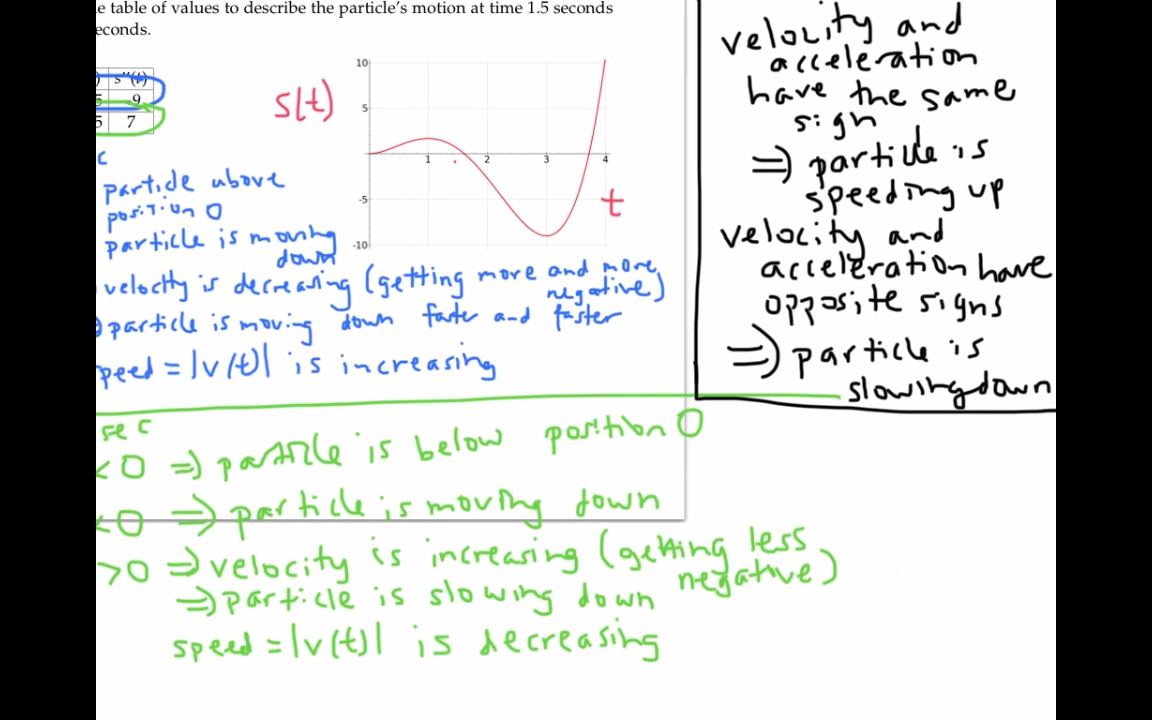 e table of values to describe the particle's motion at time 1.5 seconds
econds.
) s''(t)
5 9
5 7
s(t)
10
5
-5
-10
1 2 3 4
t
c
particle above
position 0
particle is moving
down
velocity is decreasing (getting more and more
negative)
particle is moving down faster and faster
peed = |v(t)| is increasing
sec
<0 => particle is below position 0
<0 => particle is moving down
>0 => velocity is increasing (getting less
negative)
=> particle is slowing down
speed = |v(t)| is decreasing
velocity and
acceleration
have the same
sign
=> particle is
speeding up
velocity and
acceleration have
opposite signs
=> particle is
slowing down